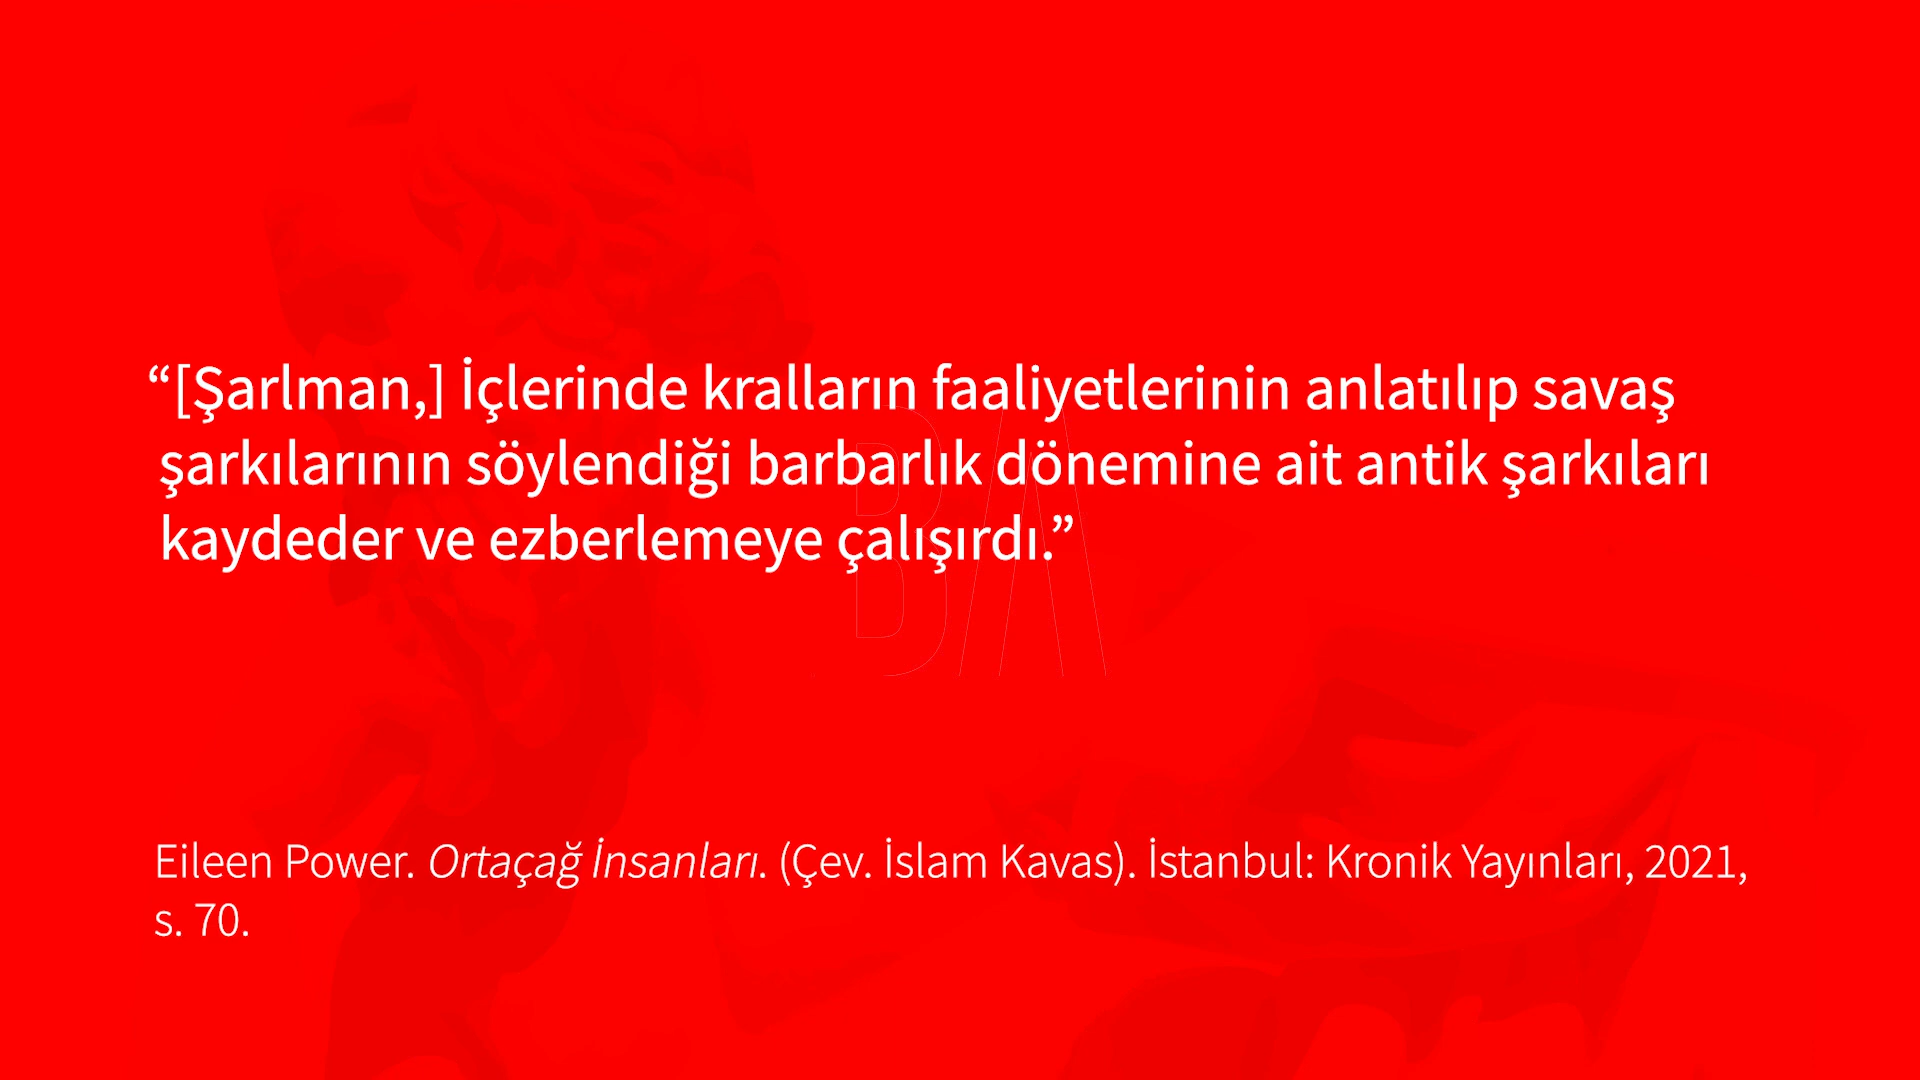 “[Şarlman,] İçlerinde kralların faaliyetlerinin anlatılıp savaş
şarkılarının söylendiği barbarlık dönemine ait antik şarkıları
kaydeder ve ezberlemeye çalışırdı.”
BA
Eileen Power. Ortaçağ İnsanları. (Çev. İslam Kavas). İstanbul: Kronik Yayınları, 2021,
s. 70.